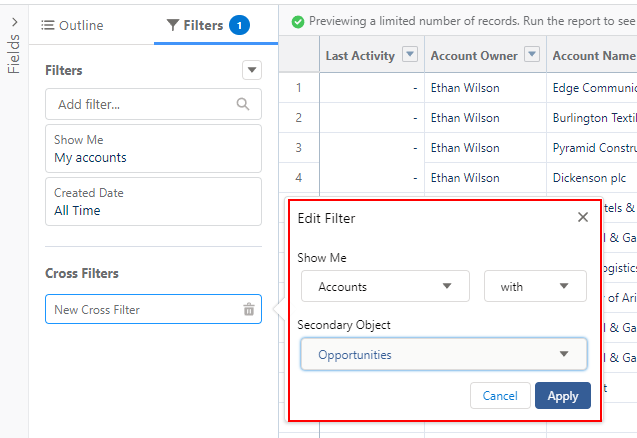 Fields
Outline
Filters 1
Previewing a limited number of records. Run the report to see
Filters
Add filter...
Show Me
My accounts
Created Date
All Time
Cross Filters
New Cross Filter
Last Activity Account Owner Account Name
1 - Ethan Wilson Edge Communic
2 - Ethan Wilson Burlington Textil
3 - Ethan Wilson Pyramid Constru
4 - Ethan Wilson Dickenson plc
tels &
l & Ga
ogistics
of Ari
l & Ga
l & Ga
t
Edit Filter
Show Me
Accounts with
Secondary Object
Opportunities
Cancel Apply